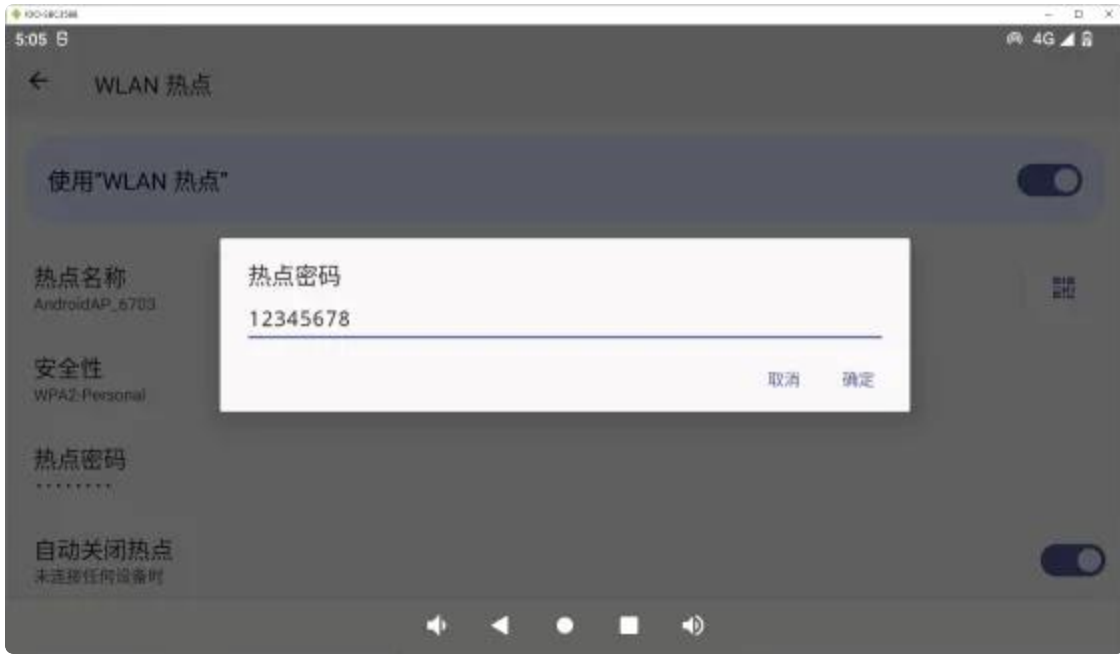 5:05
4G
WLAN 热点
使用"WLAN 热点"
热点名称
AndroidAP_6703
安全性
WPA2-Personal
热点密码
12345678
取消 确定
热点密码
........
自动关闭热点
未连接任何设备时